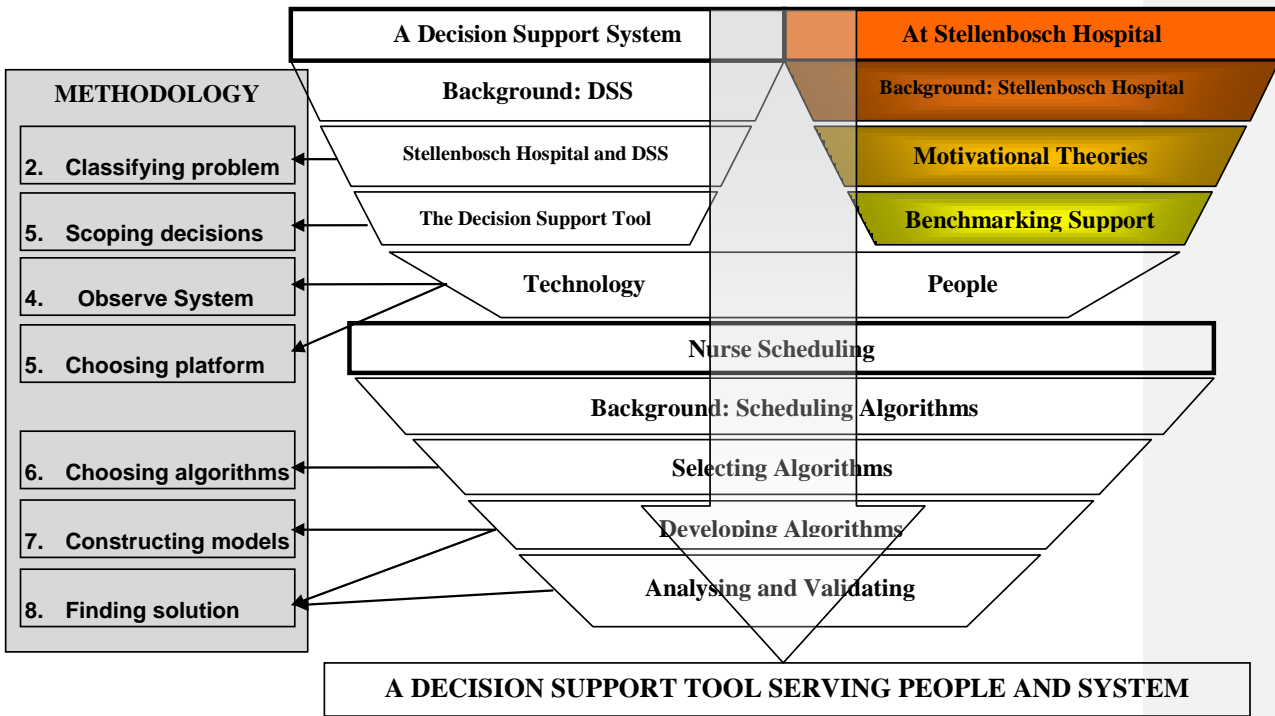 A Decision Support System
At Stellenbosch Hospital
METHODOLOGY
2. Classifying problem
5. Scoping decisions
4. Observe System
5. Choosing platform
6. Choosing algorithms
7. Constructing models
8. Finding solution
Background: DSS
Background: Stellenbosch Hospital
Stellenbosch Hospital and DSS
Motivational Theories
The Decision Support Tool
Benchmarking Support
Technology
People
Nurse Scheduling
Background: Scheduling Algorithms
Selecting Algorithms
Developing Algorithms
Analysing and Validating
A DECISION SUPPORT TOOL SERVING PEOPLE AND SYSTEM